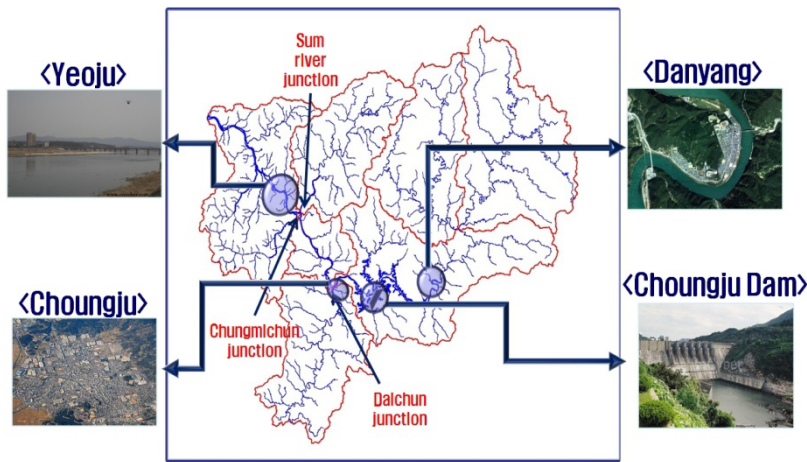 Sum
river
junction
<Yeoju>
<Danyang>
<Choungju>
<Choungju Dam>
Chungmichun
junction
Dalchun
junction